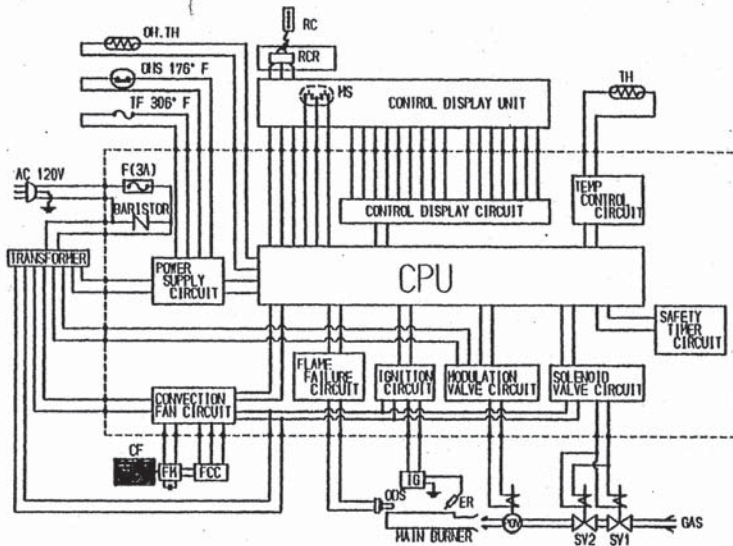 OH.TH
RC
RCR
OHS 176° F
MS
CONTROL DISPLAY UNIT
TH
TF 306° F
AC 120V
F(3A)
BARISTOR
TEMP
CONTROL
CIRCUIT
CONTROL DISPLAY CIRCUIT
TRANSFORMER
POWER
SUPPLY
CIRCUIT
CPU
SAFETY
TIMER
CIRCUIT
FLAME
FAILURE
CIRCUIT
IGNITION
CIRCUIT
MODULATION
VALVE CIRCUIT
SOLENOID
VALVE CIRCUIT
CONVECTION
FAN CIRCUIT
CF
FM
FCC
IG
ODS
ER
MAIN BURNER
SV2
SV1
GAS